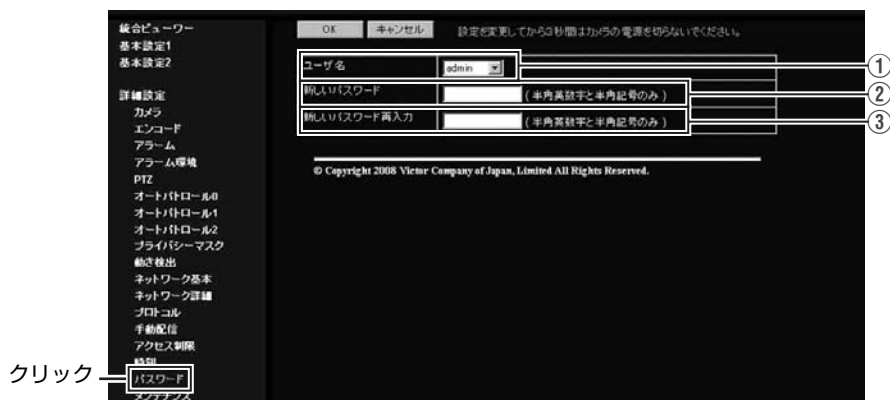 統合ビューワー
基本設定1
基本設定2
詳細設定
カメラ
エンコード
アラーム
アラーム環境
PTZ
オートパトロール0
オートパトロール1
オートパトロール2
プライバシーマスク
動き検出
ネットワーク基本
ネットワーク詳細
プロトコル
手動配信
アクセス制限
時刻
パスワード
メンテナンス
クリック
OK キャンセル 設定を変更してから3秒間はカメラの電源を切らないでください。
ユーザ名 admin ①
新しいパスワード (半角英数字と半角記号のみ) ②
新しいパスワード再入力 (半角英数字と半角記号のみ) ③
© Copyright 2008 Victor Company of Japan, Limited All Rights Reserved.